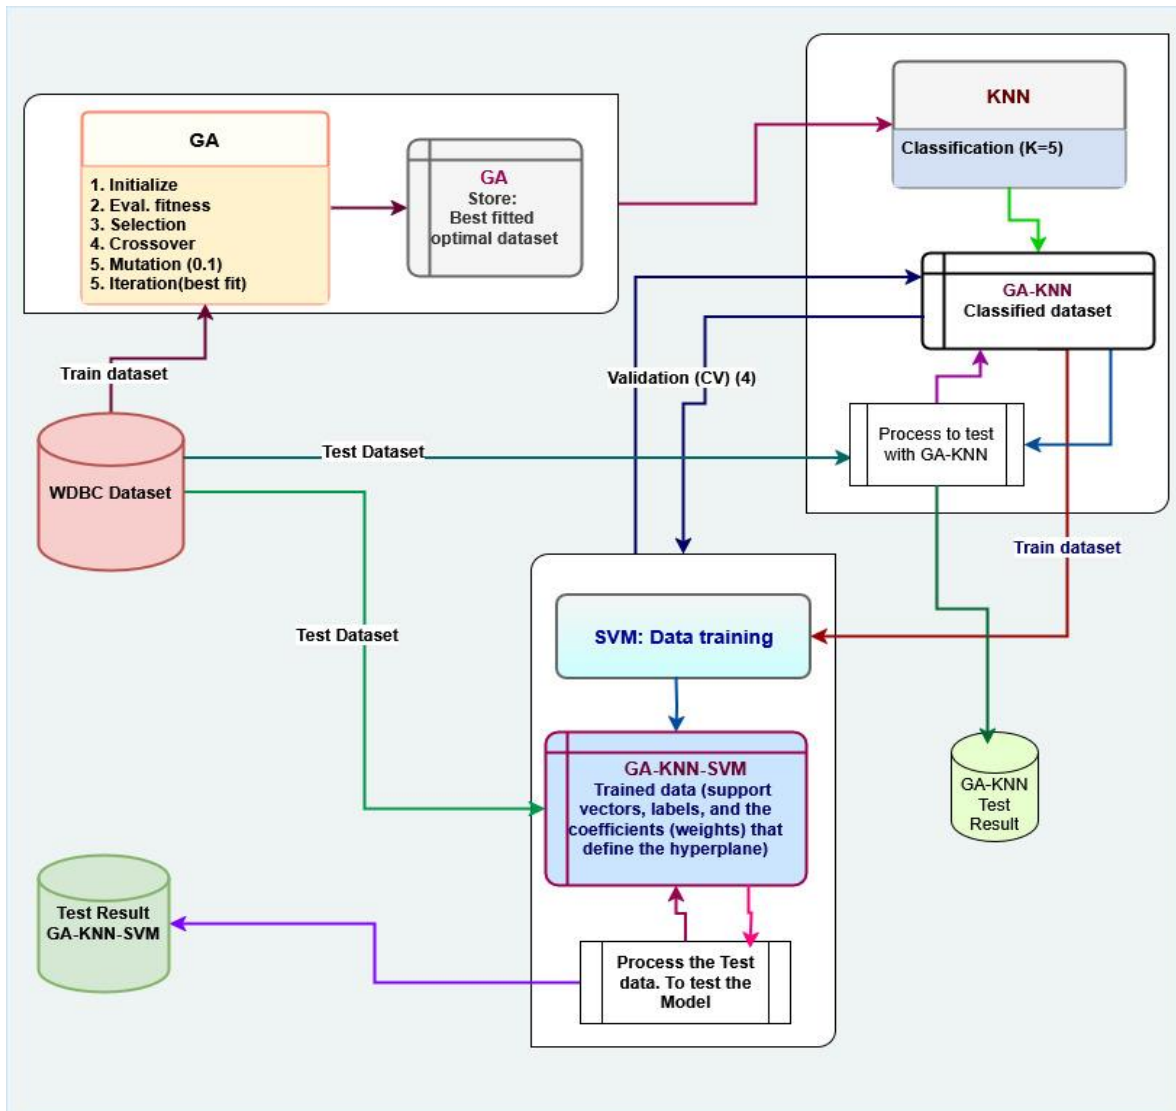 KNN
Classification (K=5)
GA
1. Initialize
2. Eval. fitness
3. Selection
4. Crossover
5. Mutation (0.1)
5. Iteration(best fit)
GA
Store:
Best fitted
optimal dataset
GA-KNN
Classified dataset
Train dataset
Validation (CV) (4)
WDBC Dataset
Test Dataset
Process to test
with GA-KNN
Train dataset
Test Dataset
SVM: Data training
GA-KNN-SVM
Trained data (support
vectors, labels, and the
coefficients (weights) that
define the hyperplane)
GA-KNN
Test
Result
Test Result
GA-KNN-SVM
Process the Test
data. To test the
Model